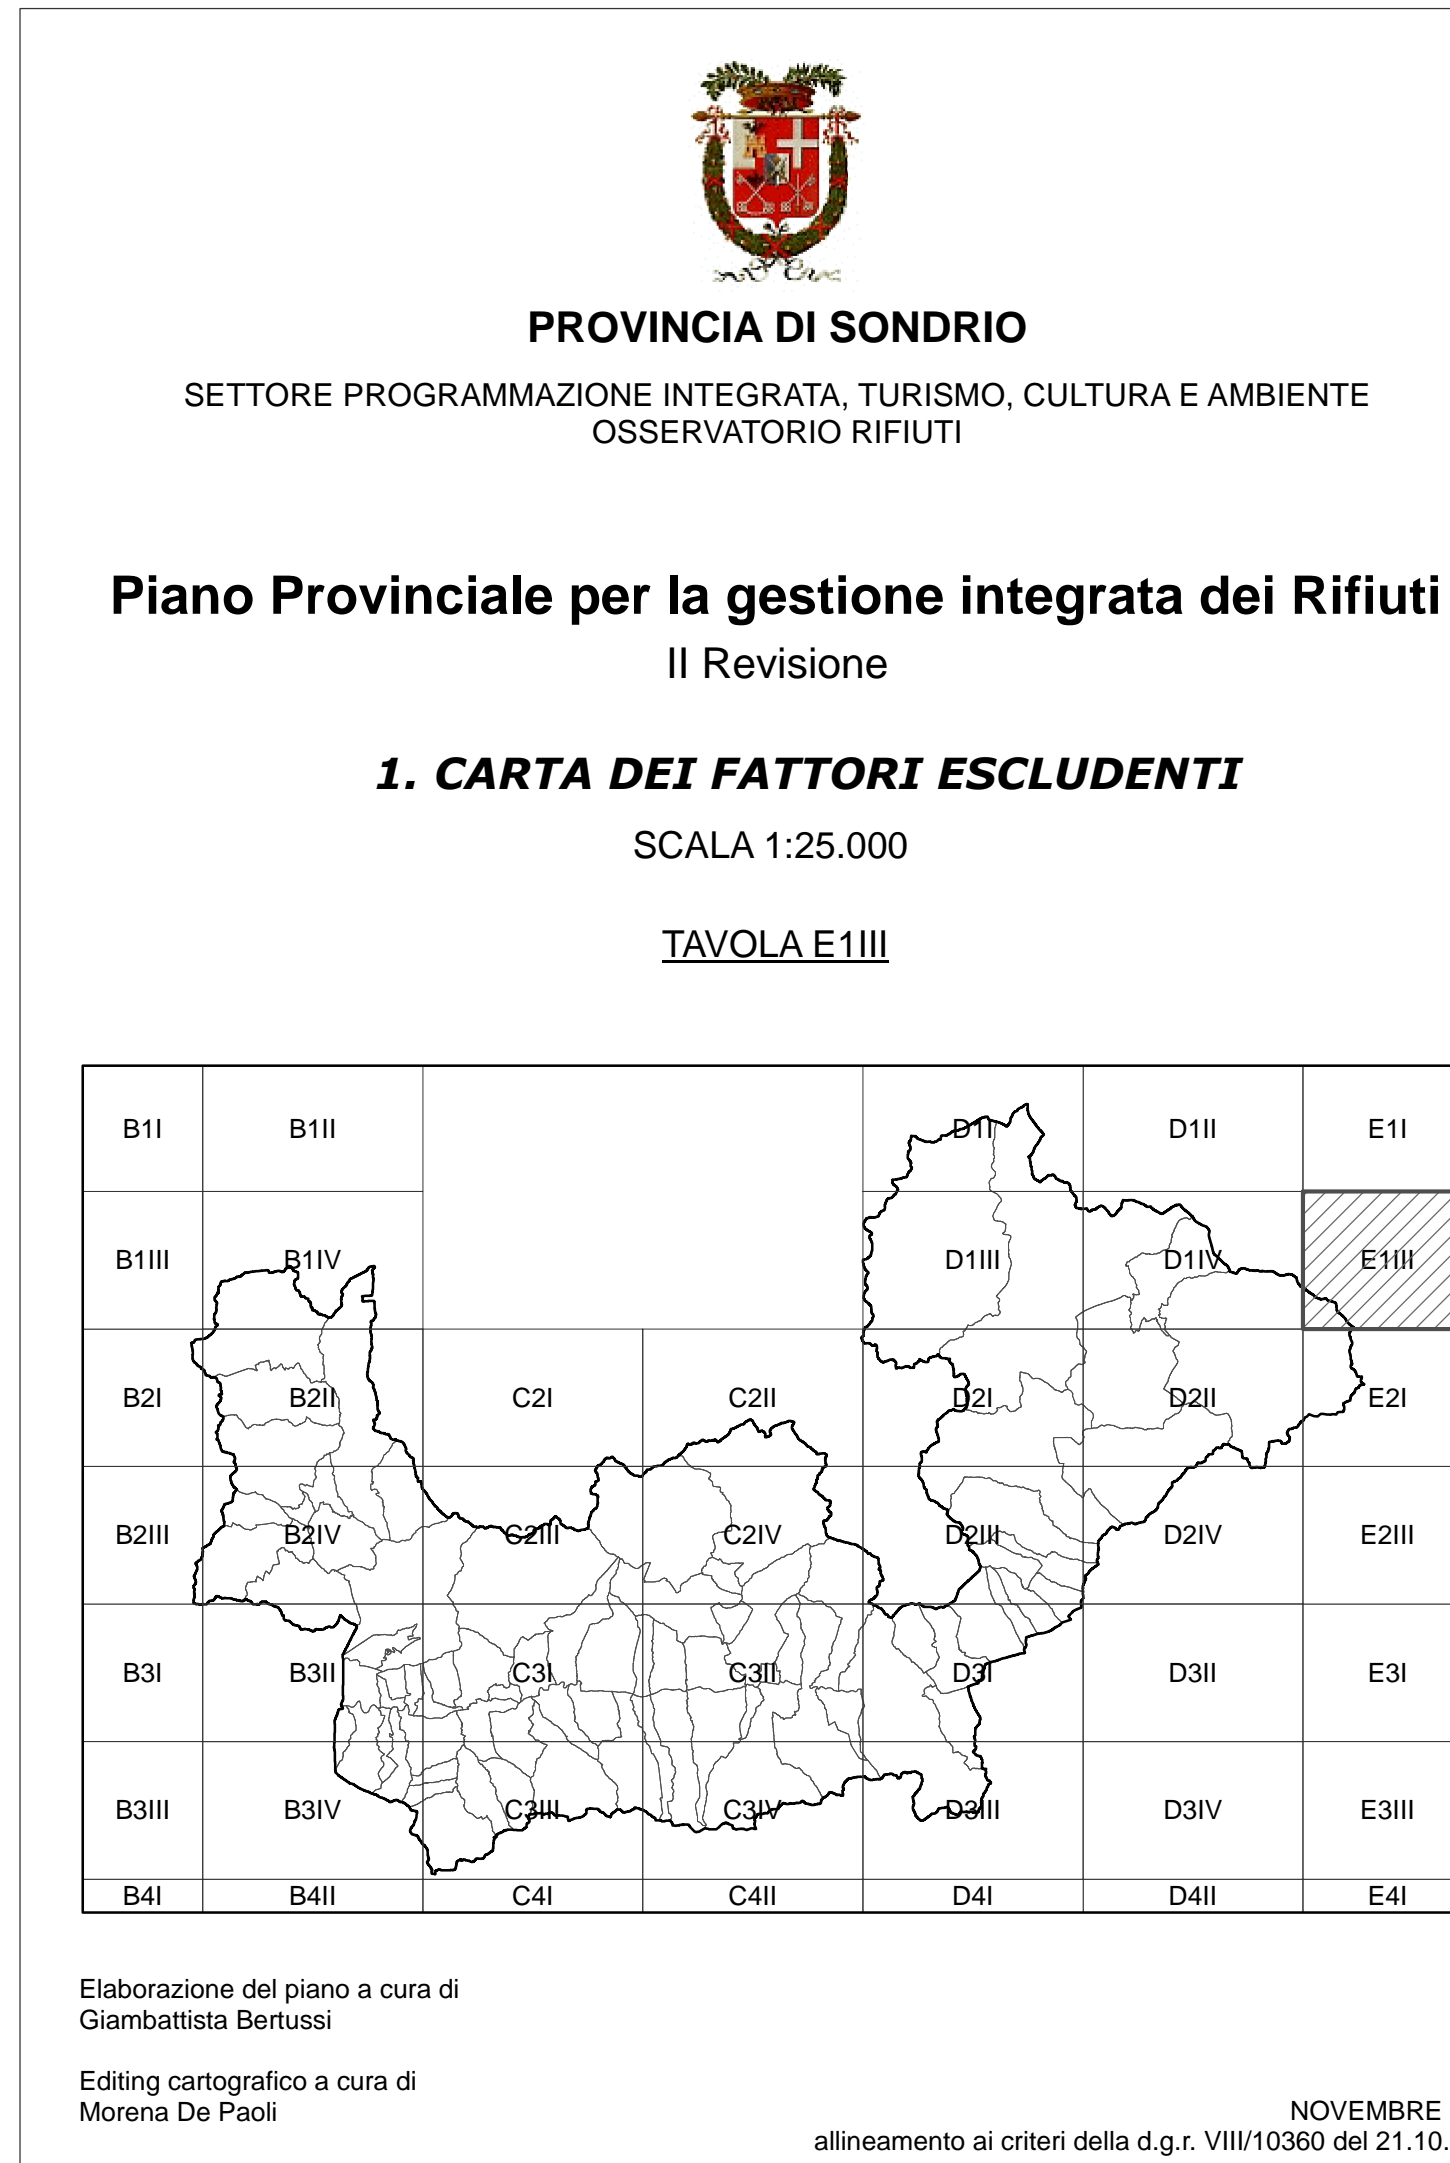 PROVINCIA DI SONDRIO
SETTORE PROGRAMMAZIONE INTEGRATA, TURISMO, CULTURA E AMBIENTE
OSSERVATORIO RIFIUTI
Piano Provinciale per la gestione integrata dei Rifiuti
II Revisione
1. CARTA DEI FATTORI ESCLUDENTI
SCALA 1:25.000
TAVOLA E1III
B1I B1II D1I D1II E1I
B1III B1IV D1III D1IV E1III
B2I B2II C2I C2II D2I D2II E2I
B2III B2IV C2III C2IV D2III D2IV E2III
B3I B3II C3I C3II D3I D3II E3I
B3III B3IV C3III C3IV D3III D3IV E3III
B4I B4II C4I C4II D4I D4II E4I
Elaborazione del piano a cura di
Giambattista Bertussi
Editing cartografico a cura di
Morena De Paoli
NOVEMBRE
allineamento ai criteri della d.g.r. VIII/10360 del 21.10.